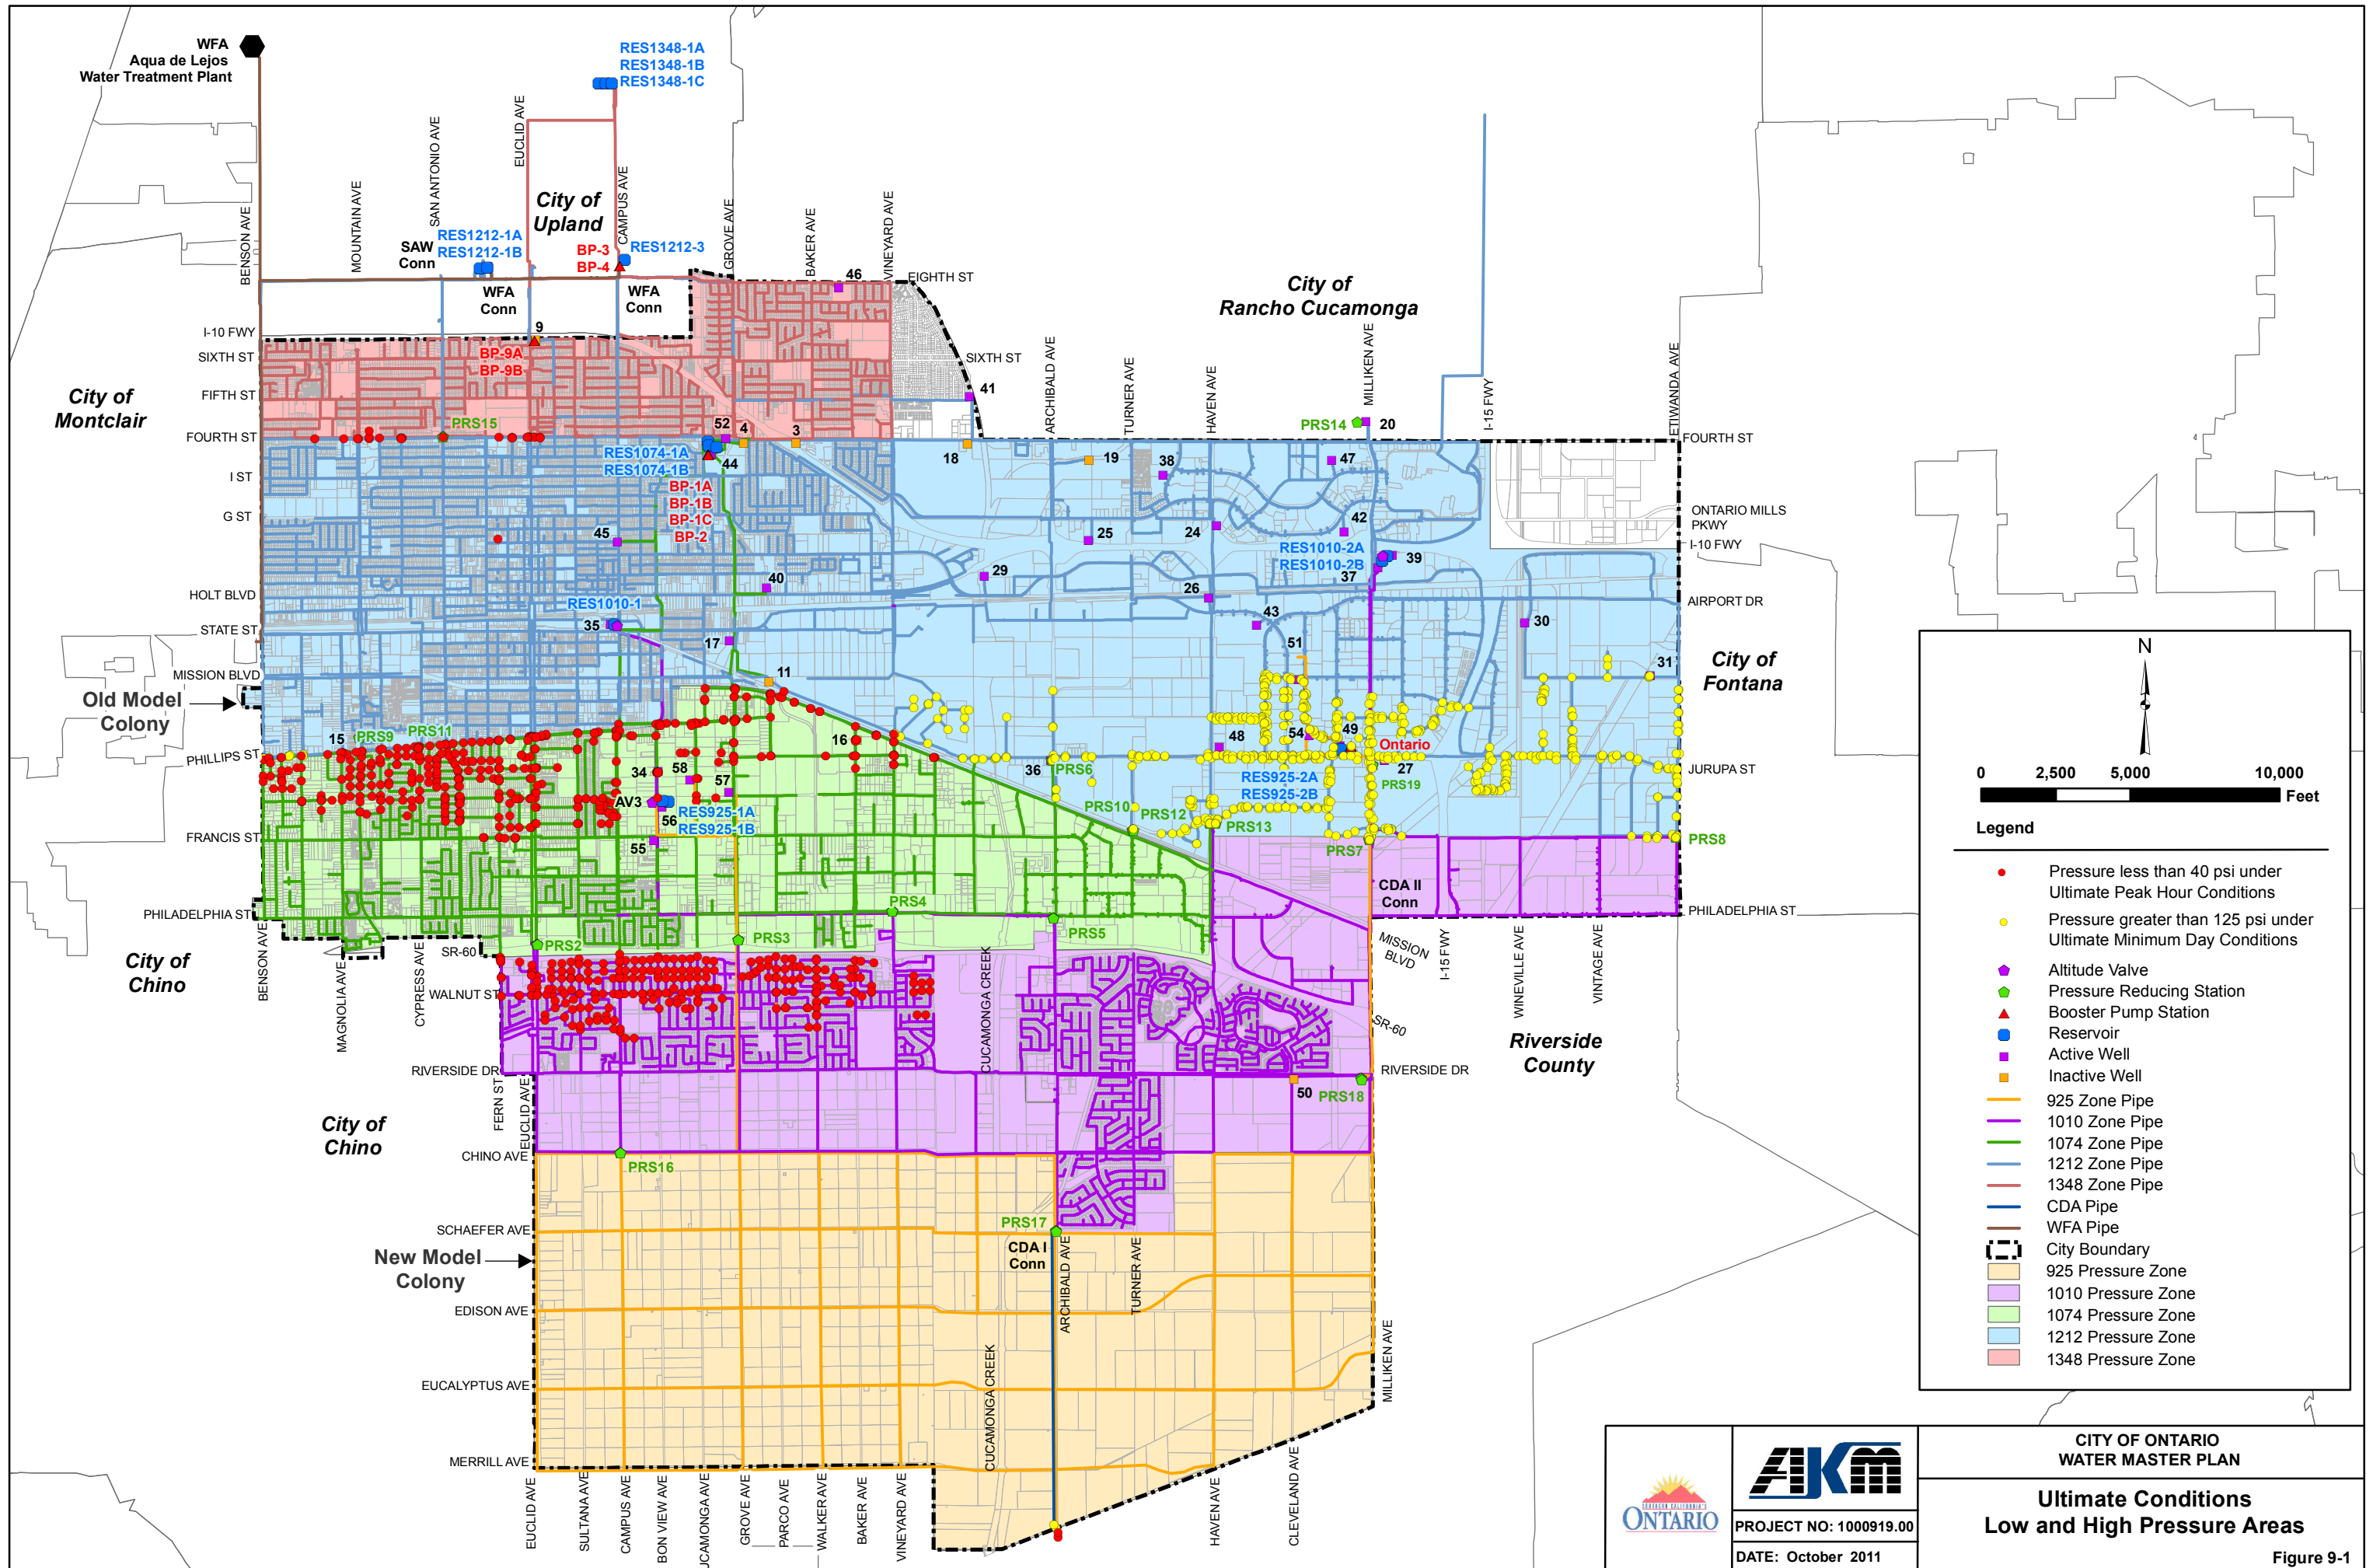 WFA
Aqua de Lejos
Water Treatment Plant
RES1348-1A
RES1348-1B
RES1348-1C
EUCLID AVE
SAN ANTONIO AVE
MOUNTAIN AVE
BENSON AVE
City of
Upland
CAMPUS AVE
GROVE AVE
BAKER AVE
VINEYARD AVE
RES1212-1A
RES1212-1B
SAW
Conn
BP-3
BP-4
RES1212-3
WFA
Conn
WFA
Conn
46
EIGHTH ST
City of
Rancho Cucamonga
I-10 FWY
9
SIXTH ST
BP-9A
BP-9B
SIXTH ST
FIFTH ST
41
City of
Montclair
ARCHIBALD AVE
TURNER AVE
HAVEN AVE
MILLIKEN AVE
I-15 FWY
ETIWANDA AVE
FOURTH ST
PRS15
52
4
3
PRS14
20
FOURTH ST
RES1074-1A
RES1074-1B
44
18
19
38
47
I ST
BP-1A
BP-1B
BP-1C
BP-2
G ST
45
25
24
42
ONTARIO MILLS
PKWY
I-10 FWY
RES1010-2A
RES1010-2B
39
37
40
29
26
HOLT BLVD
AIRPORT DR
RES1010-1
35
STATE ST
17
43
30
51
MISSION BLVD
11
31
City of
Fontana
Old Model
Colony
15
PRS9
PRS11
16
48
54
49
Ontario
PHILLIPS ST
34
58
57
36
PRS6
27
JURUPA ST
PRS19
AV3
RES925-1A
RES925-1B
56
RES925-2A
RES925-2B
PRS10
PRS12
PRS13
FRANCIS ST
55
PRS7
PRS8
CDA II
Conn
PHILADELPHIA ST
PRS4
PHILADELPHIA ST
PRS2
PRS3
PRS5
MISSION
BLVD
SR-60
City of
Chino
BENSON AVE
MAGNOLIA AVE
CYPRESS AVE
WALNUT ST
CUCAMONGA CREEK
I-15 FWY
WINEVILLE AVE
VINTAGE AVE
SR-60
Riverside
County
RIVERSIDE DR
RIVERSIDE DR
FERN ST
EUCLID AVE
50
PRS18
City of
Chino
CHINO AVE
PRS16
SCHAEFER AVE
PRS17
New Model
Colony
CDA I
Conn
ARCHIBALD AVE
TURNER AVE
EDISON AVE
CUCAMONGA CREEK
MILLIKEN AVE
EUCALYPTUS AVE
MERRILL AVE
EUCLID AVE
SULTANA AVE
CAMPUS AVE
BON VIEW AVE
UCAMONGA AVE
GROVE AVE
PARCO AVE
WALKER AVE
BAKER AVE
VINEYARD AVE
HAVEN AVE
CLEVELAND AVE
N
0 2,500 5,000 10,000
Feet
Legend
Pressure less than 40 psi under
Ultimate Peak Hour Conditions
Pressure greater than 125 psi under
Ultimate Minimum Day Conditions
Altitude Valve
Pressure Reducing Station
Booster Pump Station
Reservoir
Active Well
Inactive Well
925 Zone Pipe
1010 Zone Pipe
1074 Zone Pipe
1212 Zone Pipe
1348 Zone Pipe
CDA Pipe
WFA Pipe
City Boundary
925 Pressure Zone
1010 Pressure Zone
1074 Pressure Zone
1212 Pressure Zone
1348 Pressure Zone
SOUTHERN CALIFORNIA'S
ONTARIO
AKM
PROJECT NO: 1000919.00
DATE: October 2011
CITY OF ONTARIO
WATER MASTER PLAN
Ultimate Conditions
Low and High Pressure Areas
Figure 9-1